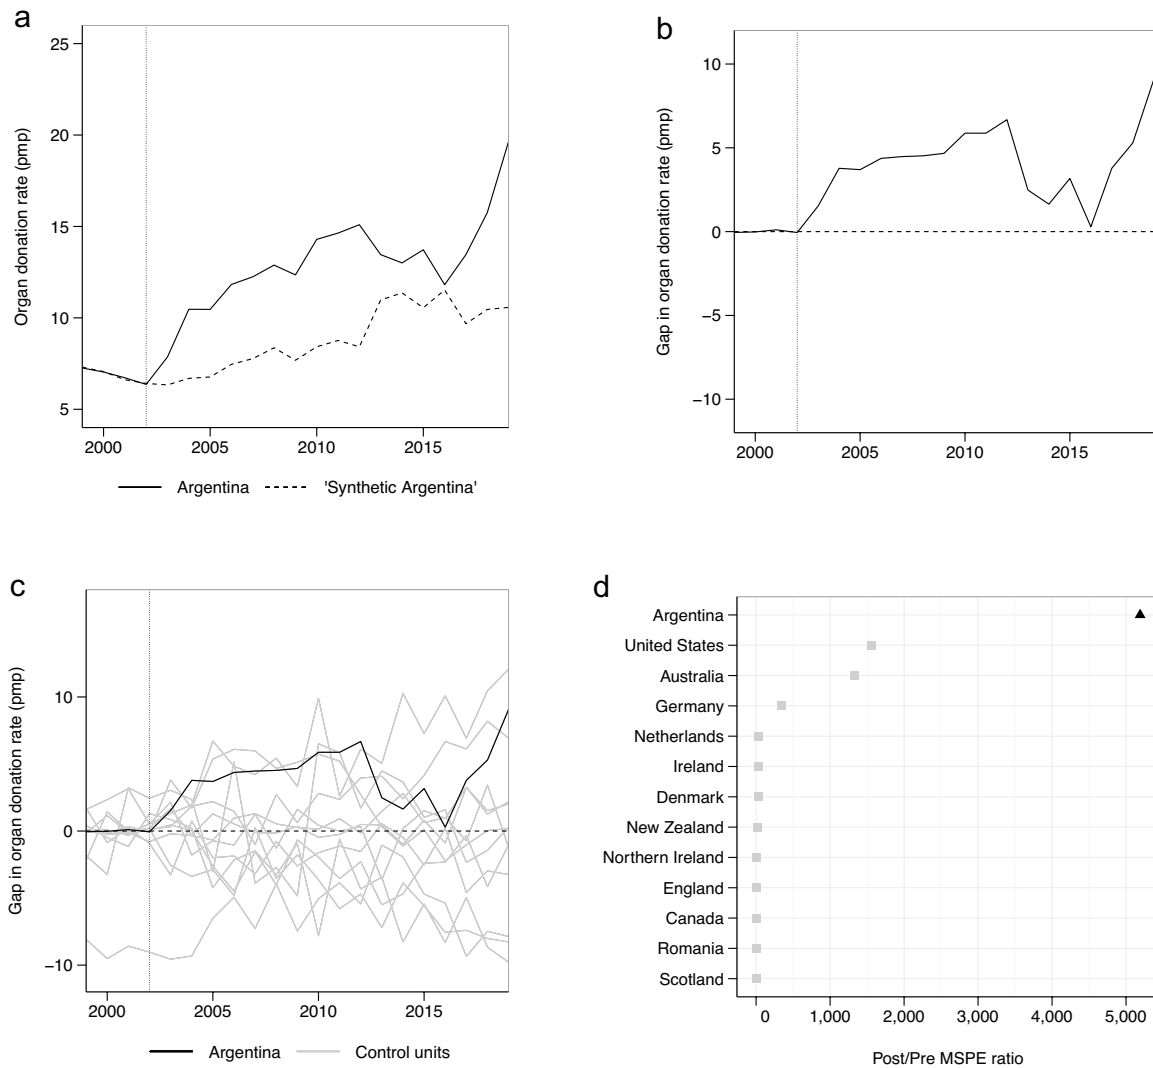 a
Organ donation rate (pmp)
25
20
15
10
5
2000 2005 2010 2015
Argentina 'Synthetic Argentina'
b
Gap in organ donation rate (pmp)
10
5
0
−5
−10
2000 2005 2010 2015
c
Gap in organ donation rate (pmp)
10
0
−10
2000 2005 2010 2015
Argentina Control units
d
Argentina
United States
Australia
Germany
Netherlands
Ireland
Denmark
New Zealand
Northern Ireland
England
Canada
Romania
Scotland
0 1,000 2,000 3,000 4,000 5,000
Post/Pre MSPE ratio